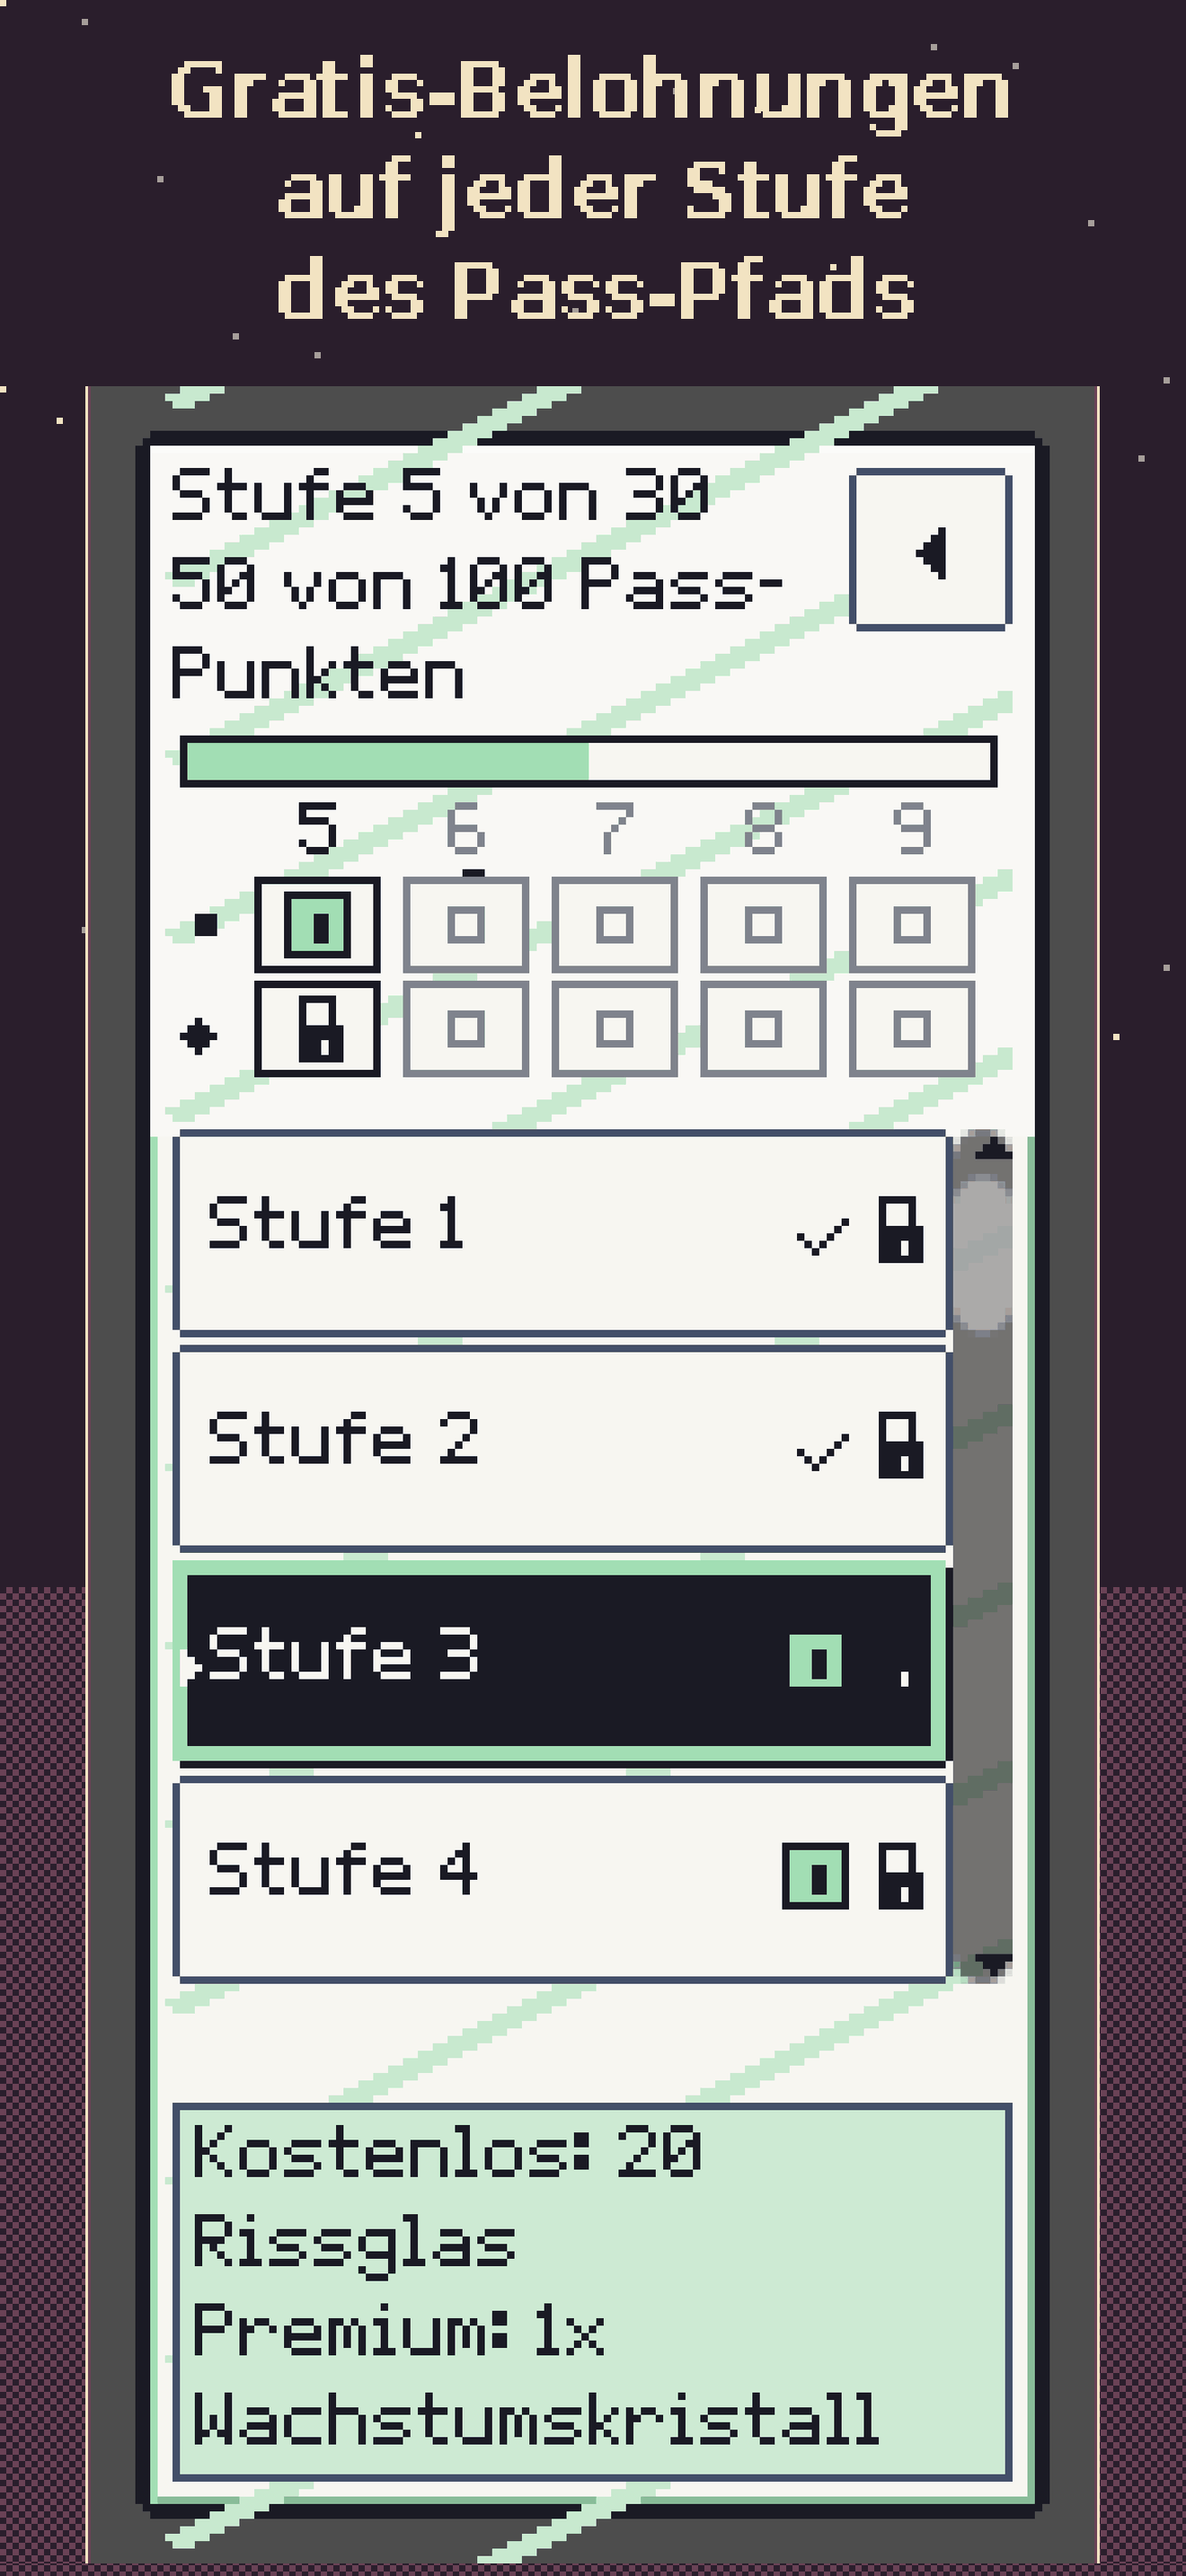 Gratis-Belohnungen
auf jeder Stufe
des Pass-Pfads
Stufe 5 von 30
50 von 100 Pass-
Punkten
5 6 7 8 9
Stufe 1
Stufe 2
Stufe 3
Stufe 4
Kostenlos: 20
Rissglas
Premium: 1x
Wachstumskristall